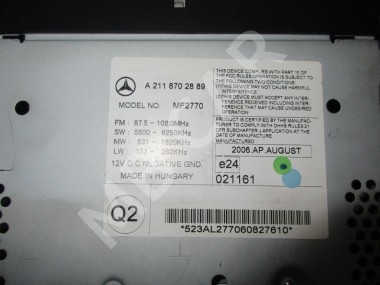 A 211 870 28 89
MODEL NO. MF2770
FM : 87.5 - 108.0MHz
SW : 5800 - 6250KHz
MW : 531 - 1620KHz
LW : 153 - 282KHz
12V D.C. NEGATIVE GND.
MADE IN HUNGARY
THIS DEVICE COMPLIES WITH PART 15 OF
THE FCC RULES OPERATION IS SUBJECT TO
THE FOLLOWING TWO CONDITIONS:
(1)THIS DEVICE MAY NOT CAUSE HARMFUL
INTERFERENCE, AND
(2)THIS DEVICE MUST ACCEPT ANY INTER-
FERENCE RECEIVED,INCLUDING INTERFER-
ENCE THAT MAY CAUSE UNDESIRED
OPERATION
THIS PRODUCT IS CERTIFIED BY THE MANUFAC-
TURER TO COMPLY WITH DHHS RULES 21
CFR SUBCHAPTER J APPLICABLE AT DATE OF
MANUFACTURE.
2006.AP.AUGUST
e24
021161
Q2
*523AL277060827610*